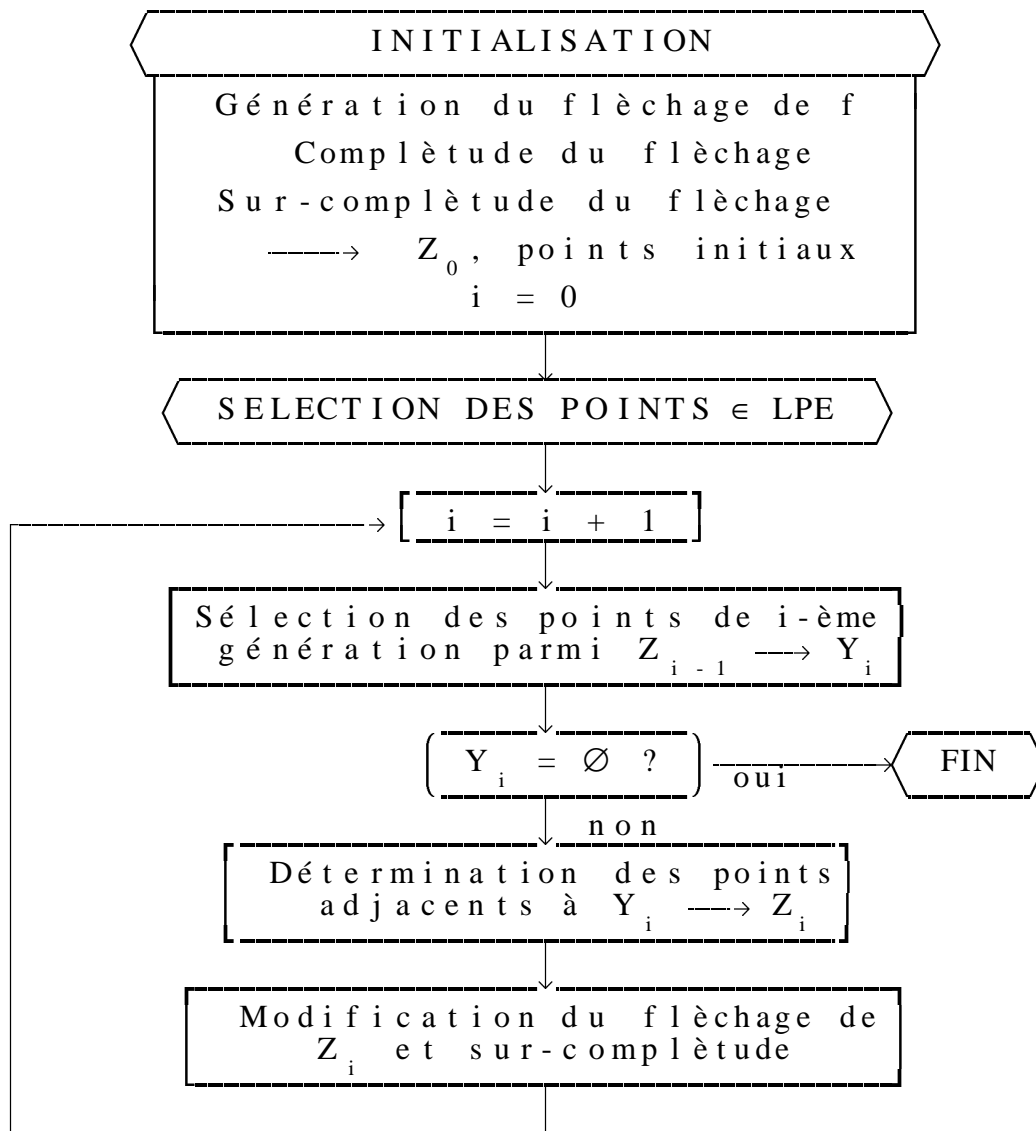 INITIALISATION
Génération du flèchage de f
Complètude du flèchage
Sur-complètude du flèchage
⟶ Z₀, points initiaux
i = 0
SELECTION DES POINTS ∈ LPE
i = i + 1
Sélection des points de i-ème
génération parmi Zᵢ₋₁ ⟶ Yᵢ
Yᵢ = ∅ ?
oui
FIN
non
Détermination des points
adjacents à Yᵢ ⟶ Zᵢ
Modification du flèchage de
Zᵢ et sur-complètude